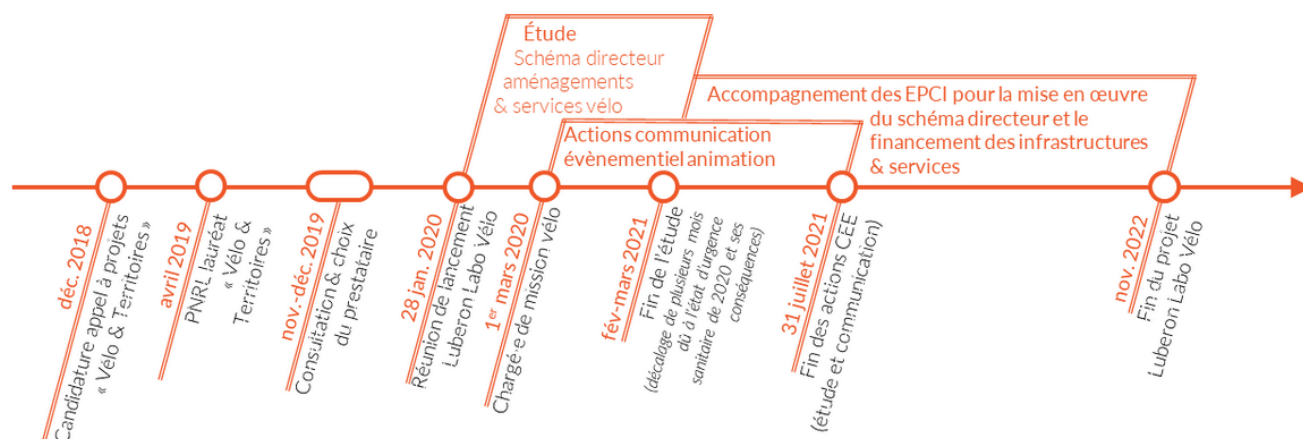 Étude
Schéma directeur
aménagements
& services vélo
Accompagnement des EPCI pour la mise en œuvre
du schéma directeur et le
financement des infrastructures
& services
Actions communication
évènementiel animation
déc. 2018
Candidature appel à projets
« Vélo & Territoires »
avril 2019
PNRL lauréat
« Vélo &
Territoires »
nov.-déc. 2019
Consultation & choix
du prestataire
28 jan. 2020
Réunion de lancement
Luberon Labo Vélo
1er mars 2020
Chargé·e de mission vélo
fév-mars 2021
Fin de l'étude
(décalage de plusieurs mois
dû à l'état d'urgence
sanitaire de 2020 et ses
conséquences)
31 juillet 2021
Fin des actions CEE
(étude et communication)
nov. 2022
Fin du projet
Luberon Labo Vélo